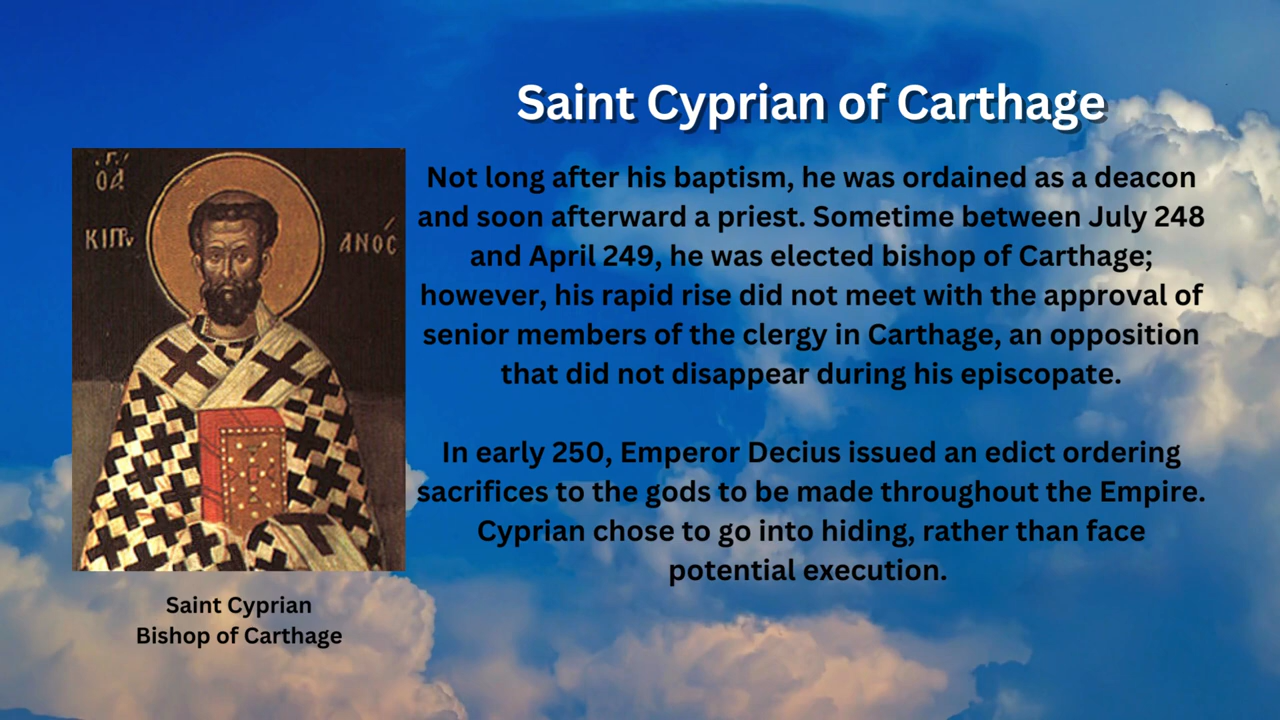 Saint Cyprian of Carthage
Ο ΑΓ
ΚΙΠΡ
ΑΝΟΣ
Not long after his baptism, he was ordained as a deacon
and soon afterward a priest. Sometime between July 248
and April 249, he was elected bishop of Carthage;
however, his rapid rise did not meet with the approval of
senior members of the clergy in Carthage, an opposition
that did not disappear during his episcopate.
In early 250, Emperor Decius issued an edict ordering
sacrifices to the gods to be made throughout the Empire.
Cyprian chose to go into hiding, rather than face
potential execution.
Saint Cyprian
Bishop of Carthage